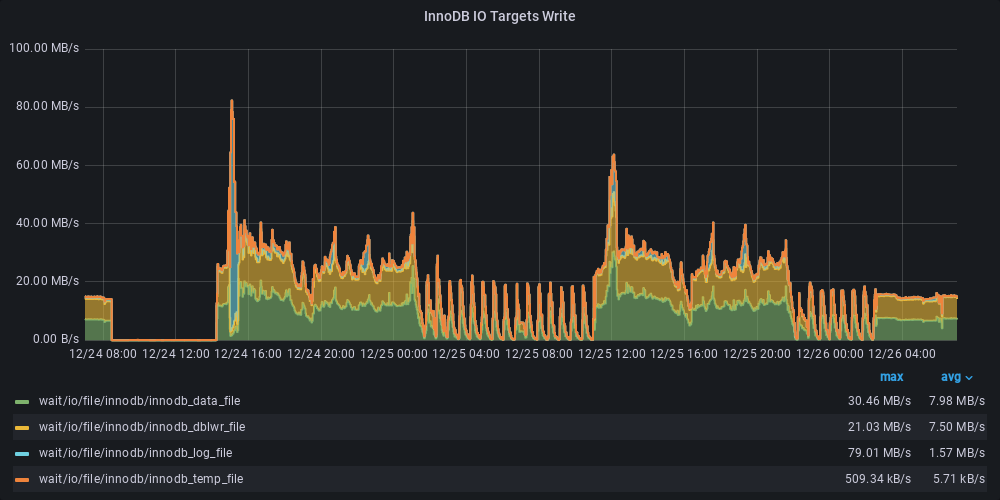 InnoDB IO Targets Write
100.00 MB/s
80.00 MB/s
60.00 MB/s
40.00 MB/s
20.00 MB/s
0.00 B/s
12/24 08:00 12/24 12:00 12/24 16:00 12/24 20:00 12/25 00:00 12/25 04:00 12/25 08:00 12/25 12:00 12/25 16:00 12/25 20:00 12/26 00:00 12/26 04:00
max avg
wait/io/file/innodb/innodb_data_file 30.46 MB/s 7.98 MB/s
wait/io/file/innodb/innodb_dblwr_file 21.03 MB/s 7.50 MB/s
wait/io/file/innodb/innodb_log_file 79.01 MB/s 1.57 MB/s
wait/io/file/innodb/innodb_temp_file 509.34 kB/s 5.71 kB/s